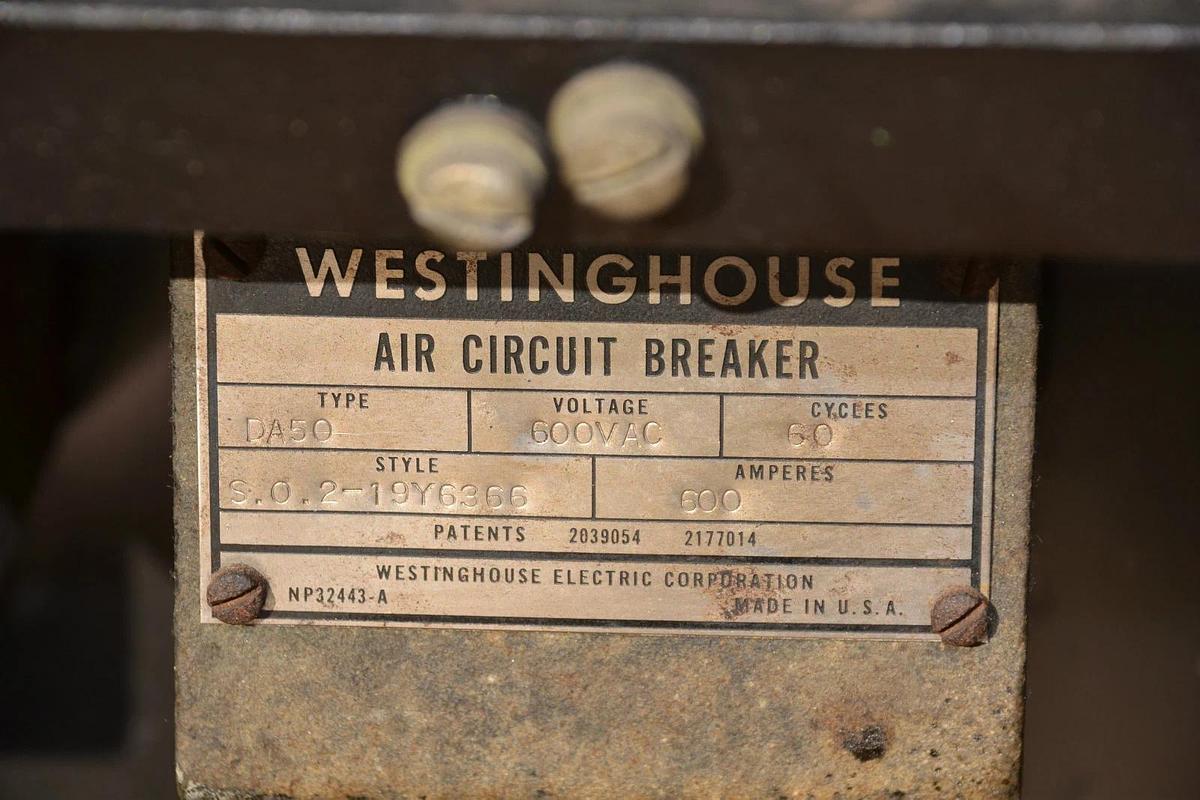 WESTINGHOUSE
AIR CIRCUIT BREAKER
TYPE VOLTAGE CYCLES
DA50 600VAC 60
STYLE AMPERES
S.O.2-19Y6366 600
PATENTS 2039054 2177014
WESTINGHOUSE ELECTRIC CORPORATION
NP32443-A MADE IN U.S.A.